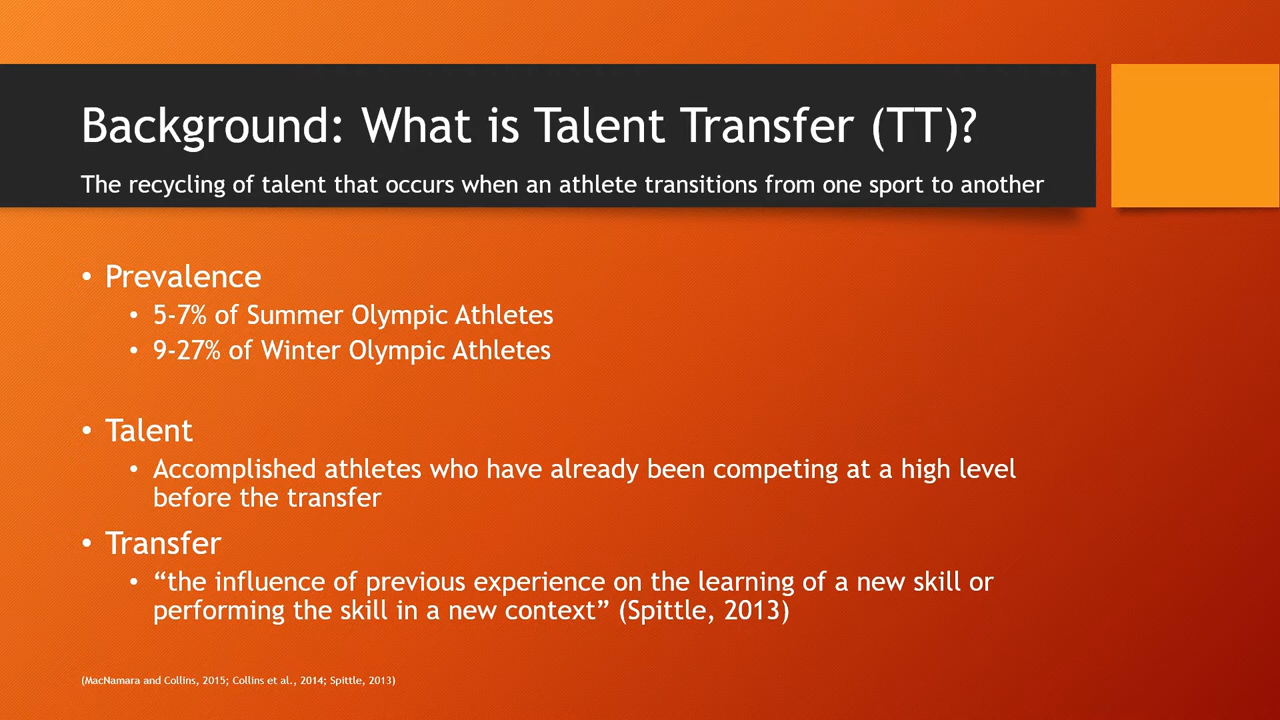 Background: What is Talent Transfer (TT)?
The recycling of talent that occurs when an athlete transitions from one sport to another
• Prevalence
• 5-7% of Summer Olympic Athletes
• 9-27% of Winter Olympic Athletes
• Talent
• Accomplished athletes who have already been competing at a high level
before the transfer
• Transfer
• “the influence of previous experience on the learning of a new skill or
performing the skill in a new context” (Spittle, 2013)
(MacNamara and Collins, 2015; Collins et al., 2014; Spittle, 2013)